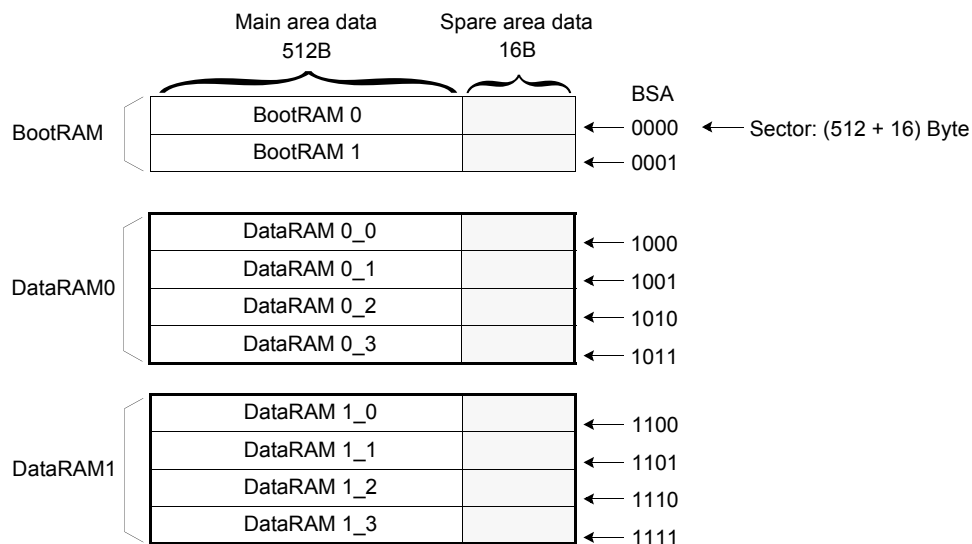 Main area data Spare area data
512B 16B
BSA
BootRAM
BootRAM 0
0000 Sector: (512 + 16) Byte
BootRAM 1
0001
DataRAM0
DataRAM 0_0
1000
DataRAM 0_1
1001
DataRAM 0_2
1010
DataRAM 0_3
1011
DataRAM1
DataRAM 1_0
1100
DataRAM 1_1
1101
DataRAM 1_2
1110
DataRAM 1_3
1111